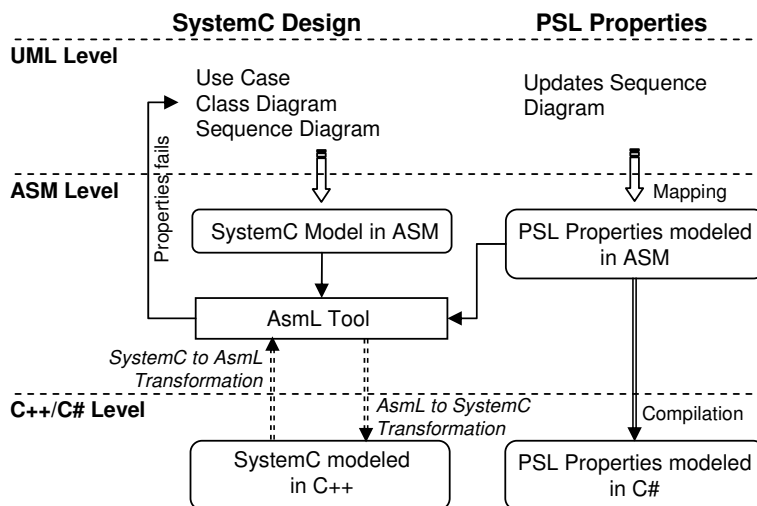 SystemC Design
PSL Properties
UML Level
Use Case
Class Diagram
Sequence Diagram
Updates Sequence
Diagram
Properties fails
ASM Level
Mapping
SystemC Model in ASM
PSL Properties modeled
in ASM
AsmL Tool
SystemC to AsmL
Transformation
C++/C# Level
AsmL to SystemC
Transformation
Compilation
SystemC modeled
in C++
PSL Properties modeled
in C#